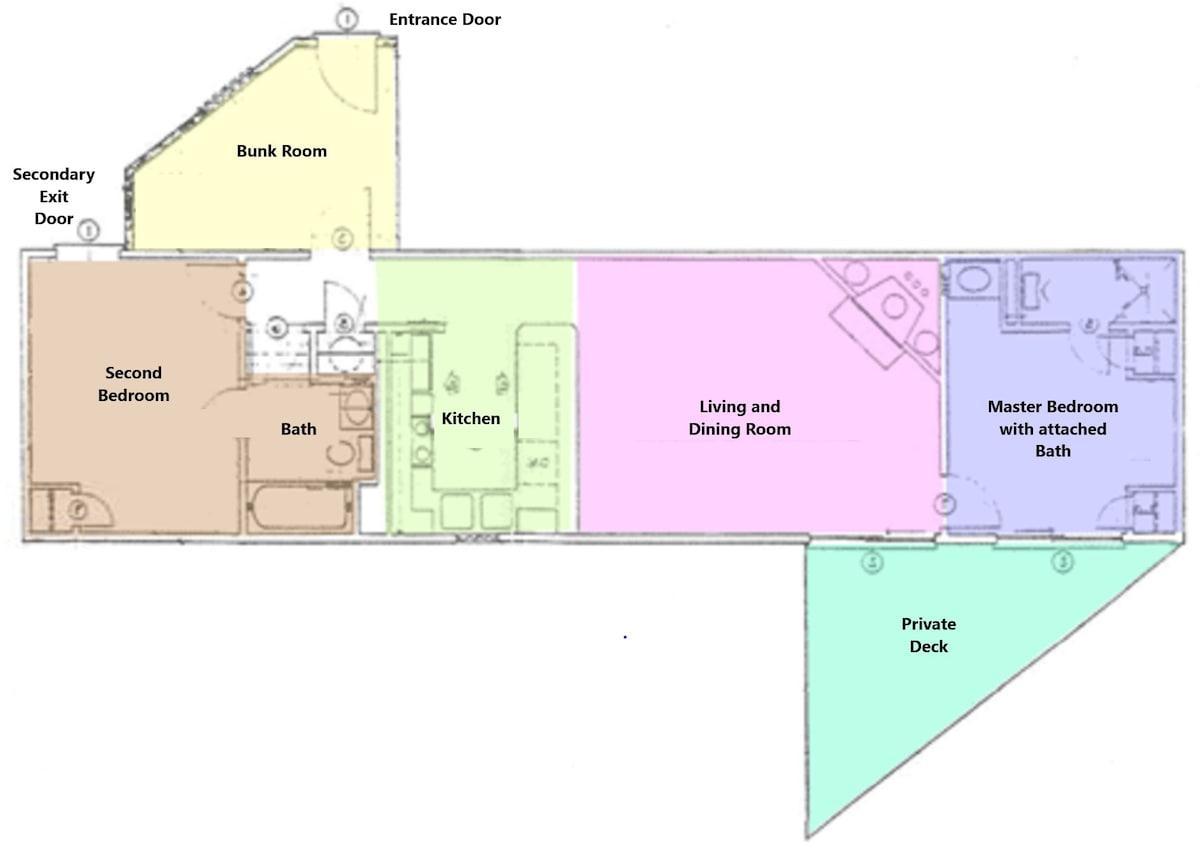 Entrance Door
Bunk Room
Secondary
Exit
Door
Second
Bedroom
Bath
Kitchen
Living and
Dining Room
Master Bedroom
with attached
Bath
Private
Deck